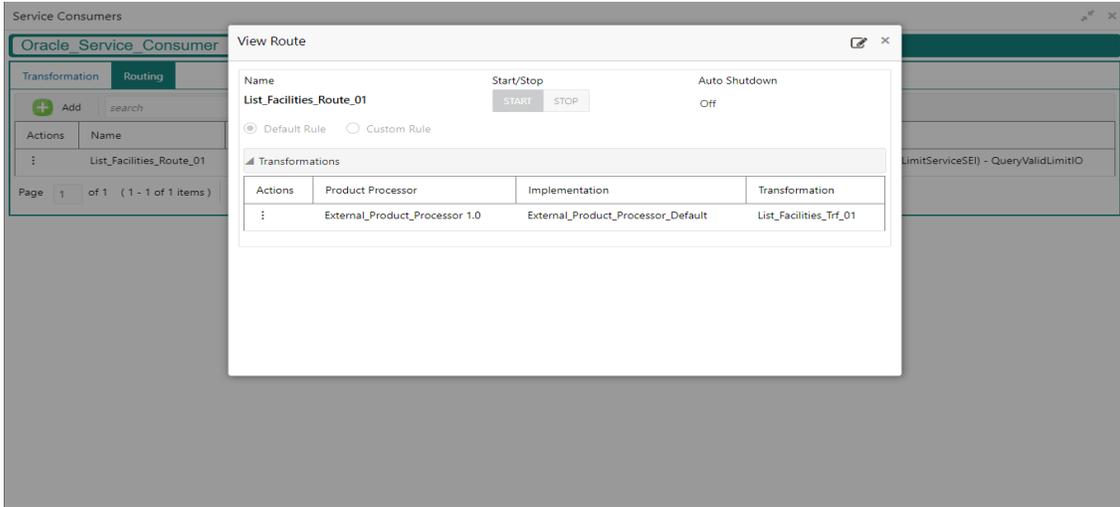 Service Consumers
Oracle_Service_Consumer
Transformation Routing
Add search
Actions Name
List_Facilities_Route_01
LimitServiceSEI) - QueryValidLimitIO
Page 1 of 1 (1 - 1 of 1 items)
View Route
Name Start/Stop Auto Shutdown
List_Facilities_Route_01 START STOP Off
Default Rule Custom Rule
Transformations
Actions Product Processor Implementation Transformation
External_Product_Processor 1.0 External_Product_Processor_Default List_Facilities_Trf_01